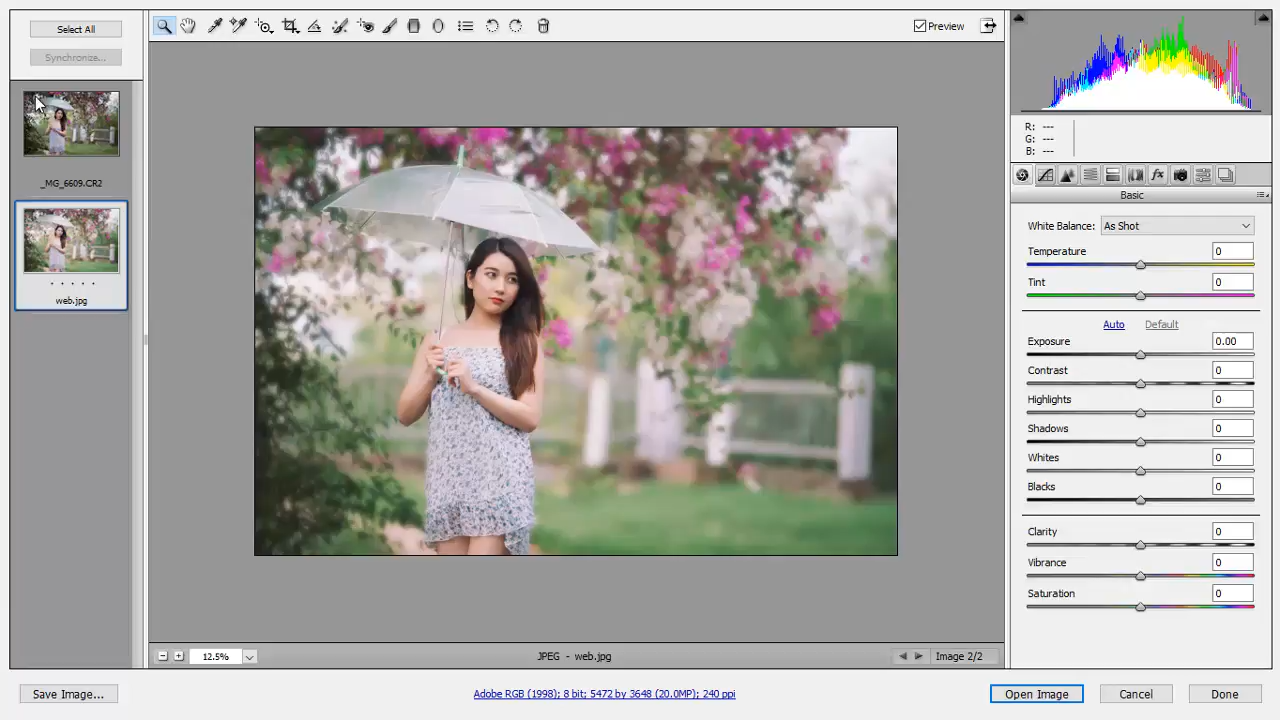 Select All
Synchronize...
_MG_6609.CR2
web.jpg
Preview
R: ---
G: ---
B: ---
Basic
White Balance: As Shot
Temperature 0
Tint 0
Auto Default
Exposure 0.00
Contrast 0
Highlights 0
Shadows 0
Whites 0
Blacks 0
Clarity 0
Vibrance 0
Saturation 0
12.5%
JPEG - web.jpg
Image 2/2
Save Image...
Adobe RGB (1998); 8 bit; 5472 by 3648 (20.0MP); 240 ppi
Open Image
Cancel
Done